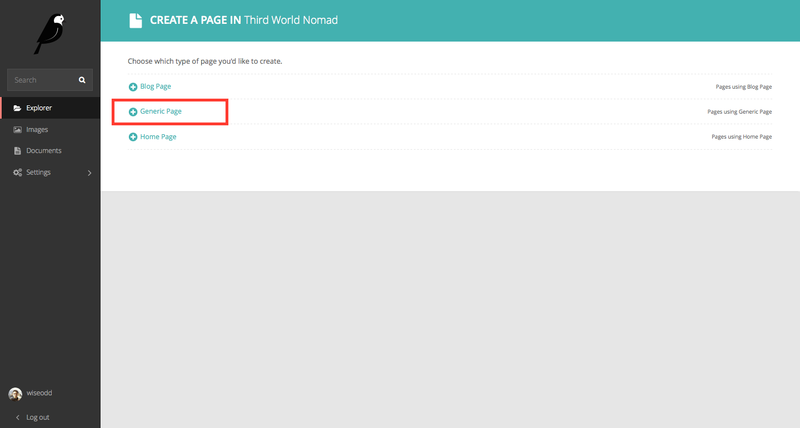 CREATE A PAGE IN Third World Nomad
Search
Explorer
Images
Documents
Settings
wiseodd
Log out
Choose which type of page you'd like to create.
Blog Page
Pages using Blog Page
Generic Page
Pages using Generic Page
Home Page
Pages using Home Page